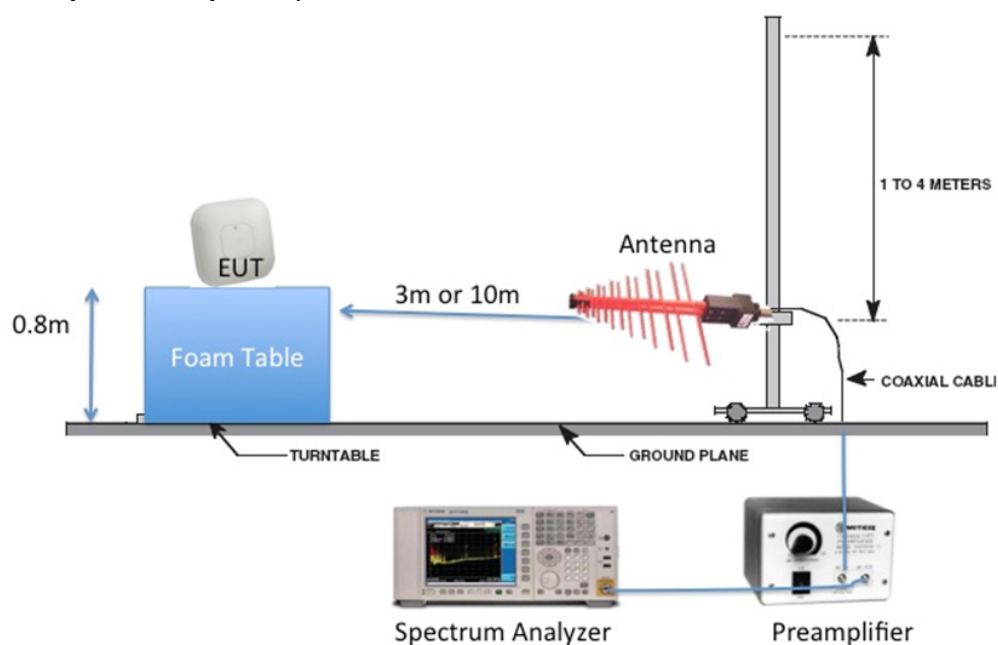 1 TO 4 METERS
Antenna
EUT
3m or 10m
0.8m
Foam Table
COAXIAL CABL
TURNTABLE
GROUND PLANE
MITEQ
Spectrum Analyzer
Preamplifier